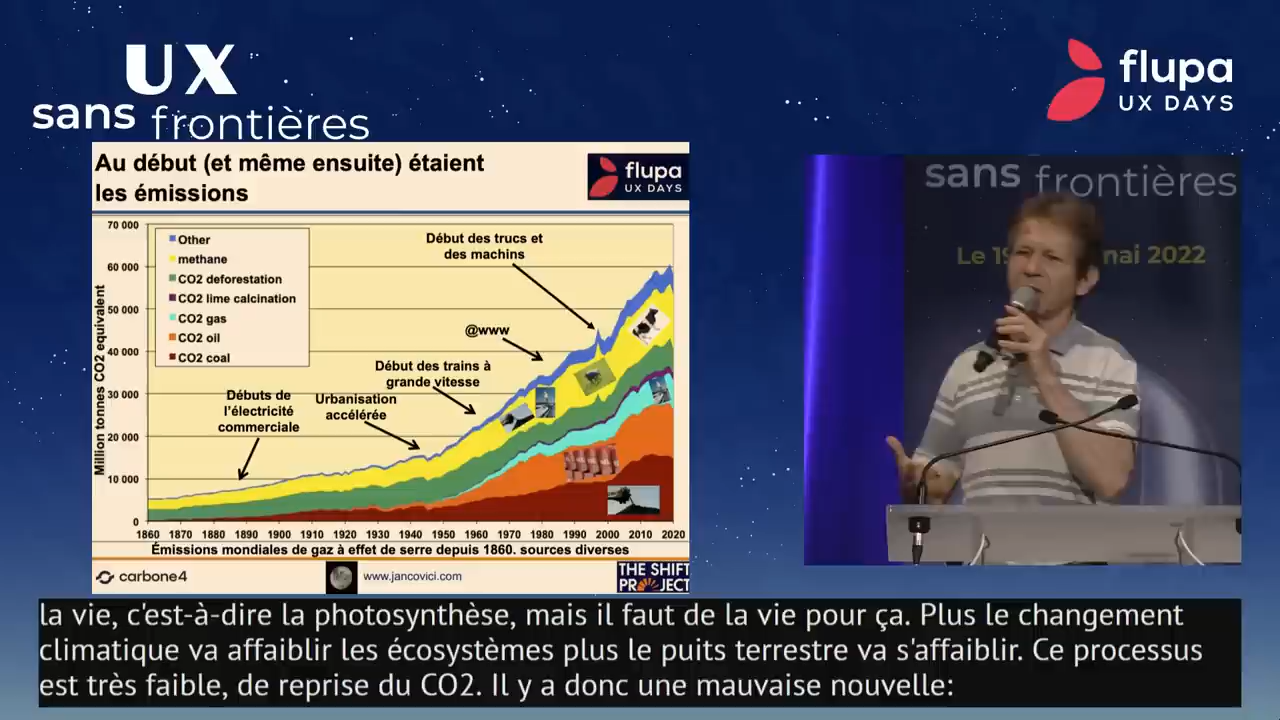 UX
sans frontières
flupa
UX DAYS
Au début (et même ensuite) étaient
les émissions
flupa
UX DAYS
Million tonnes CO2 equivalent
70 000
60 000
50 000
40 000
30 000
20 000
10 000
0
Other
methane
CO2 deforestation
CO2 lime calcination
CO2 gas
CO2 oil
CO2 coal
Début des trucs et
des machins
@www
Début des trains à
grande vitesse
Urbanisation
accélérée
Débuts de
l'électricité
commerciale
1860 1870 1880 1890 1900 1910 1920 1930 1940 1950 1960 1970 1980 1990 2000 2010 2020
Émissions mondiales de gaz à effet de serre depuis 1860. sources diverses
carbone4
www.jancovici.com
THE SHIFT
PROJECT
sans frontières
Le 19 mai 2022
la vie, c'est-à-dire la photosynthèse, mais il faut de la vie pour ça. Plus le changement
climatique va affaiblir les écosystèmes plus le puits terrestre va s'affaiblir. Ce processus
est très faible, de reprise du CO2. Il y a donc une mauvaise nouvelle: